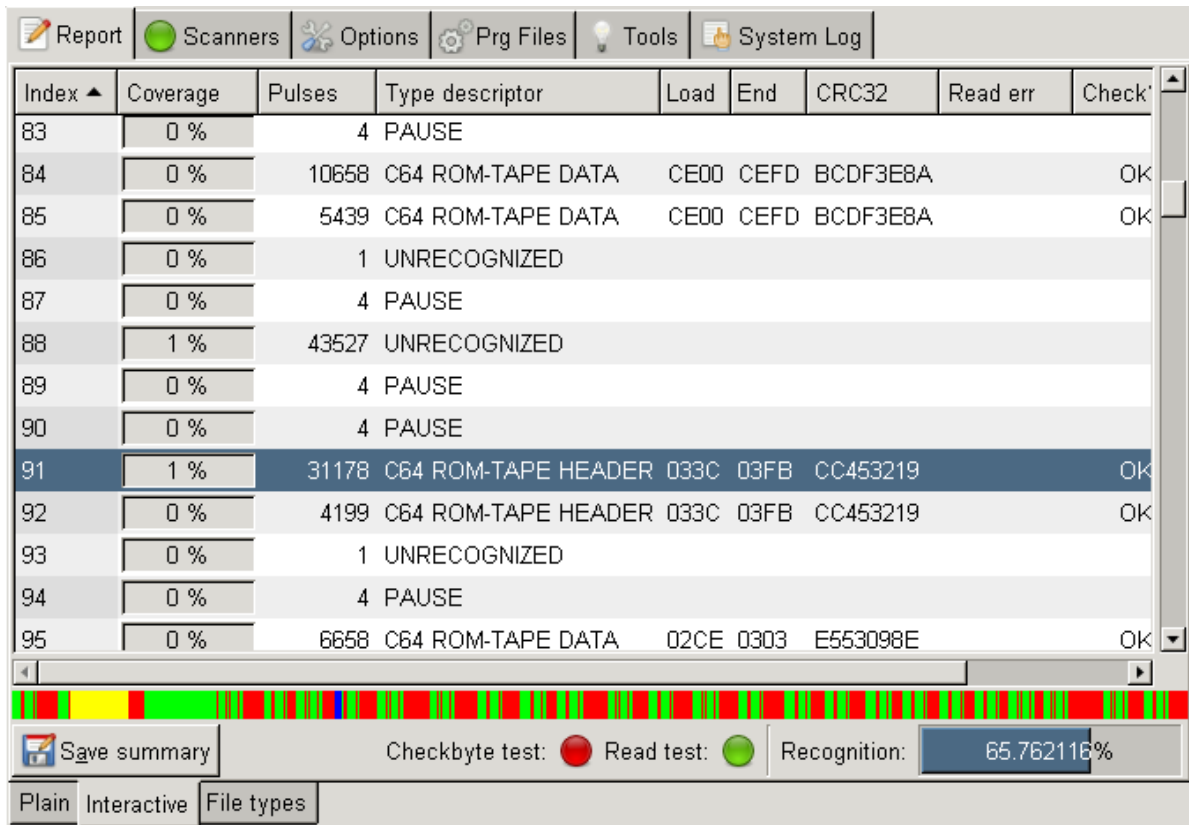 Report Scanners Options Prg Files Tools System Log
Index Coverage Pulses Type descriptor Load End CRC32 Read err Check
83 0 % 4 PAUSE
84 0 % 10658 C64 ROM-TAPE DATA CE00 CEFD BCDF3E8A OK
85 0 % 5439 C64 ROM-TAPE DATA CE00 CEFD BCDF3E8A OK
86 0 % 1 UNRECOGNIZED
87 0 % 4 PAUSE
88 1 % 43527 UNRECOGNIZED
89 0 % 4 PAUSE
90 0 % 4 PAUSE
91 1 % 31178 C64 ROM-TAPE HEADER 033C 03FB CC453219 OK
92 0 % 4199 C64 ROM-TAPE HEADER 033C 03FB CC453219 OK
93 0 % 1 UNRECOGNIZED
94 0 % 4 PAUSE
95 0 % 6658 C64 ROM-TAPE DATA 02CE 0303 E553098E OK
Save summary Checkbyte test: Read test: Recognition: 65.762116%
Plain Interactive File types